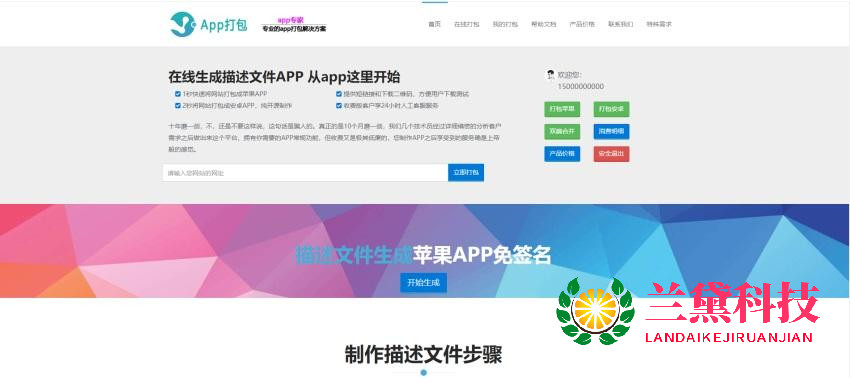 App打包
app专家
专业的app打包解决方案
首页 在线打包 我的打包 帮助文档 产品价格 联系我们 特殊需求
在线生成描述文件APP 从app这里开始
1秒快速将网站打包成苹果APP
提供短链接和下载二维码，方便用户下载测试
2秒将网站打包成安卓APP，纯开源制作
收费版客户享24小时人工客服服务
十年磨一剑，不，还是不要这样说，这句话是骗人的。真正的是10个月磨一剑，我们几个技术员经过详细缜密的分析客户
需求之后做出来这个平台，拥有你需要的APP常规功能，但收费又是极其低廉的，您制作APP之后享受到的服务确是上帝
般的感觉。
请输入您网站的网址
立即打包
欢迎您:
15000000000
打包苹果 打包安卓
双端合并 消费明细
产品价格 安全退出
描述文件生成苹果APP免签名
开始生成
兰黛科技
LANDAIKEJIRUANJIAN
制作描述文件步骤